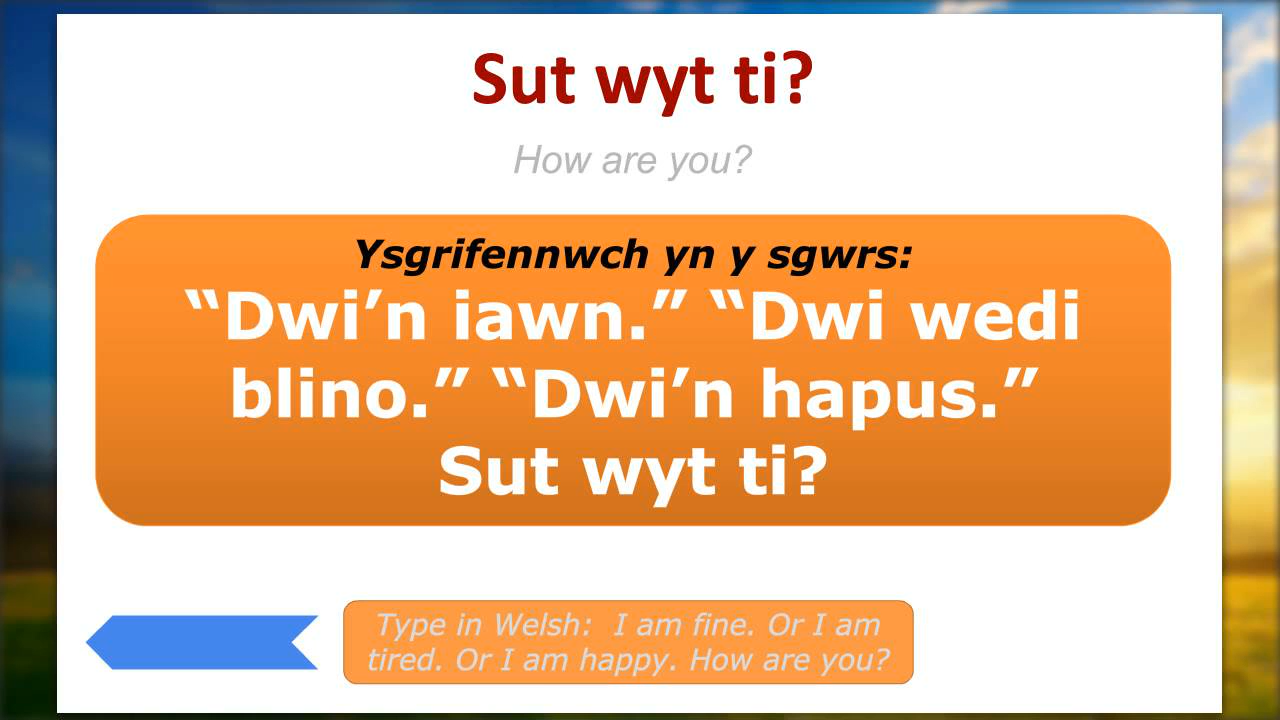 Sut wyt ti?
How are you?
Ysgrifennwch yn y sgwrs:
“Dwi’n iawn.” “Dwi wedi
blino.” “Dwi’n hapus.”
Sut wyt ti?
Type in Welsh:  I am fine. Or I am
tired. Or I am happy. How are you?